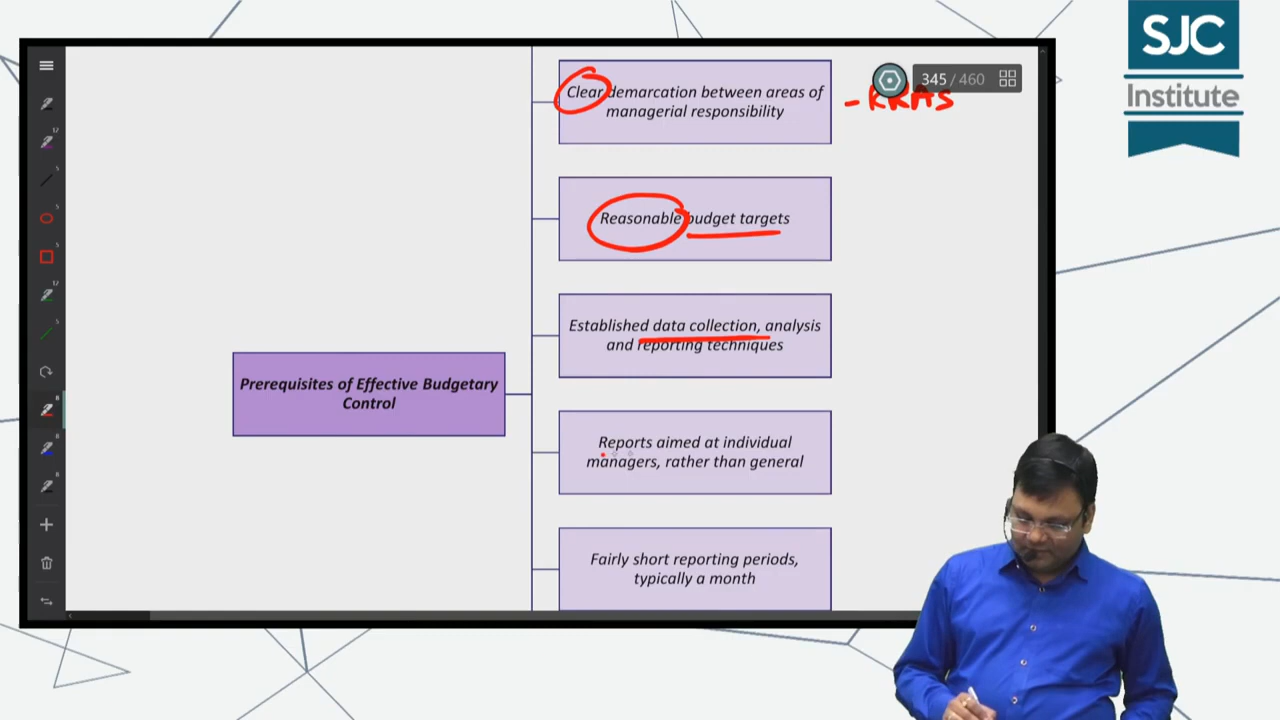 SJC
Institute
345 / 460
Clear demarcation between areas of
managerial responsibility
Reasonable budget targets
Established data collection, analysis
and reporting techniques
Prerequisites of Effective Budgetary
Control
Reports aimed at individual
managers, rather than general
Fairly short reporting periods,
typically a month